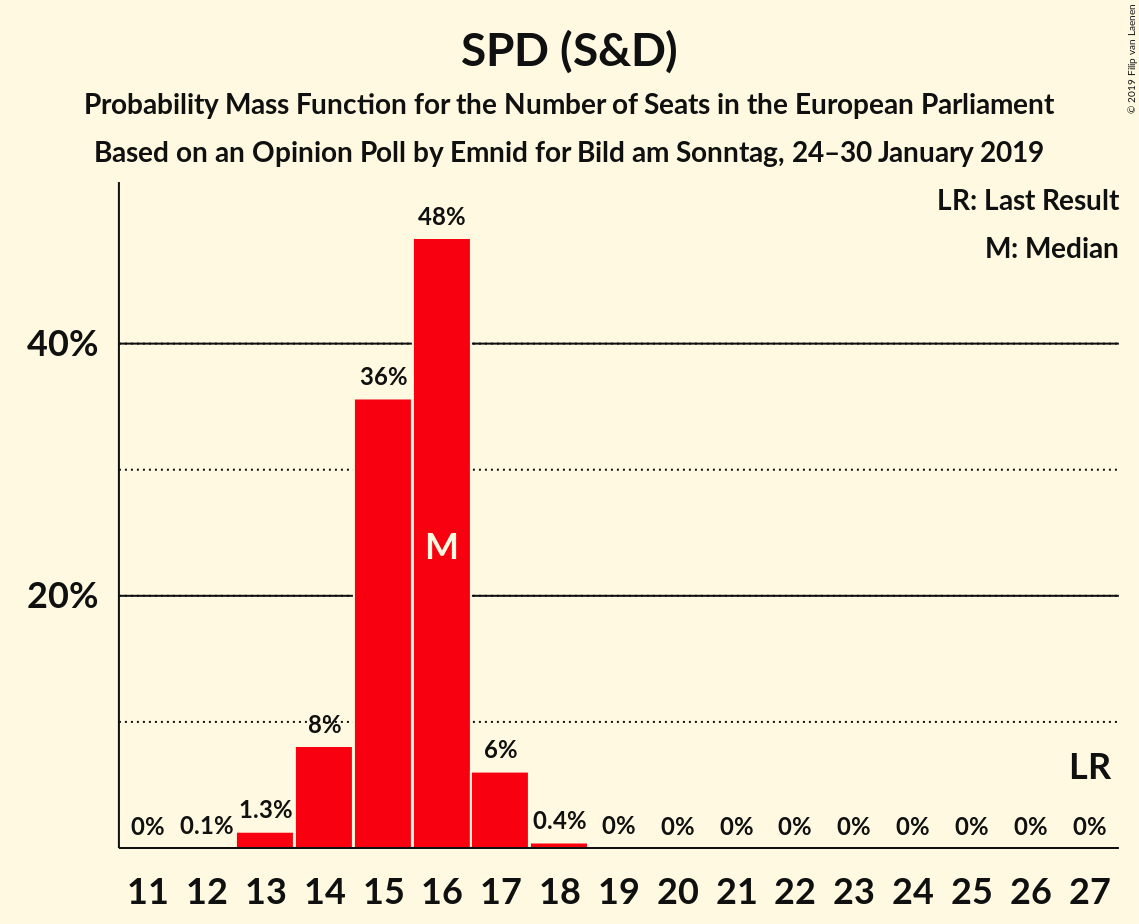 SPD (S&D)
Probability Mass Function for the Number of Seats in the European Parliament
Based on an Opinion Poll by Emnid for Bild am Sonntag, 24–30 January 2019
© 2019 Filip van Laenen
LR: Last Result
M: Median
48%
40%
36%
M
20%
8%
6%
LR
0% 0.1% 1.3% 0.4% 0% 0% 0% 0% 0% 0% 0% 0% 0%
11 12 13 14 15 16 17 18 19 20 21 22 23 24 25 26 27